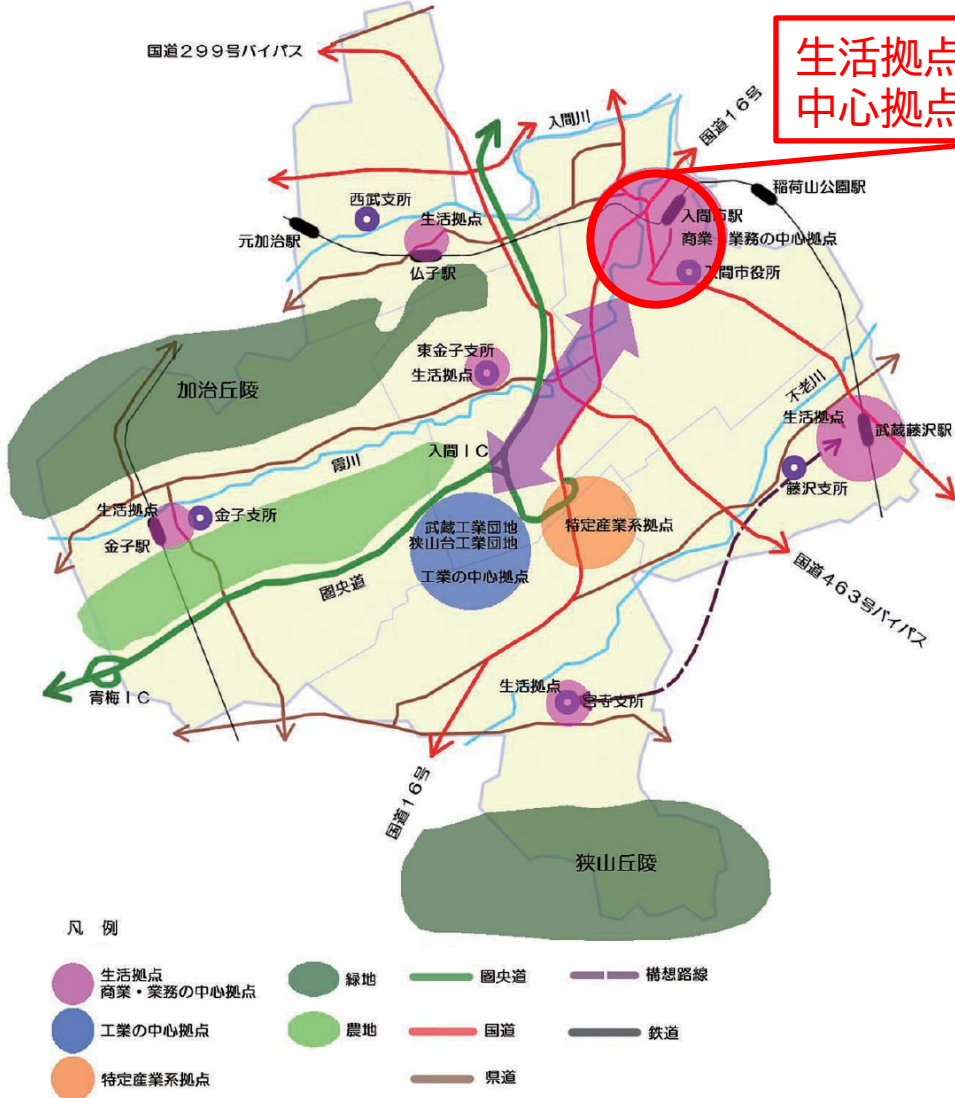 国道299号バイパス
生活拠点
中心拠点
国道16号
入間川
稲荷山公園駅
西武支所
生活拠点
入間市駅
元加治駅
商業・業務の中心拠点
仏子駅
入間市役所
東金子支所
生活拠点
加治丘陵
不老川
生活拠点
武蔵藤沢駅
入間IC
霞川
藤沢支所
生活拠点
金子支所
金子駅
武蔵工業団地
狭山台工業団地
特定産業系拠点
工業の中心拠点
圏央道
国道463号バイパス
青梅IC
生活拠点
宮寺支所
国道16号
狭山丘陵
凡 例
生活拠点
商業・業務の中心拠点
緑地
圏央道
構想路線
工業の中心拠点
農地
国道
鉄道
特定産業系拠点
県道